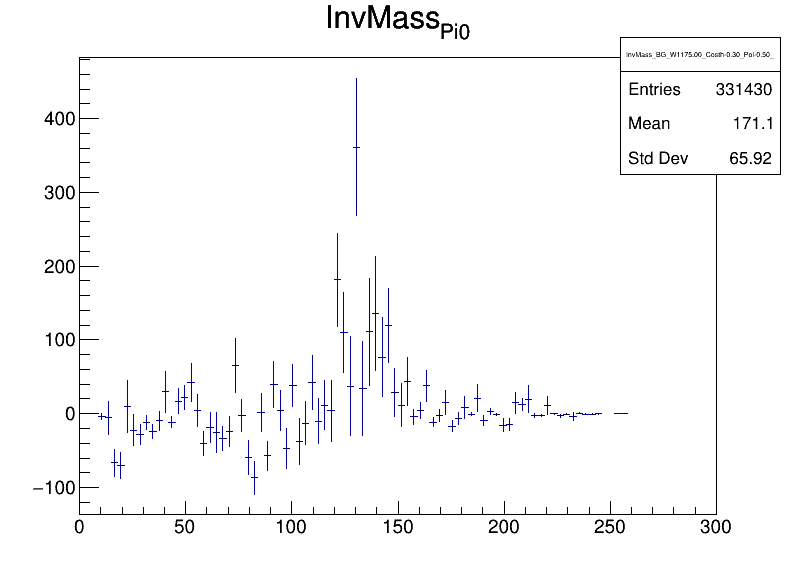 InvMass_Pi0
InvMass_BG_W1175.00_Costh-0.30_Pol-0.50_
Entries 331430
Mean 171.1
Std Dev 65.92
400
300
200
100
0
−100
0 50 100 150 200 250 300